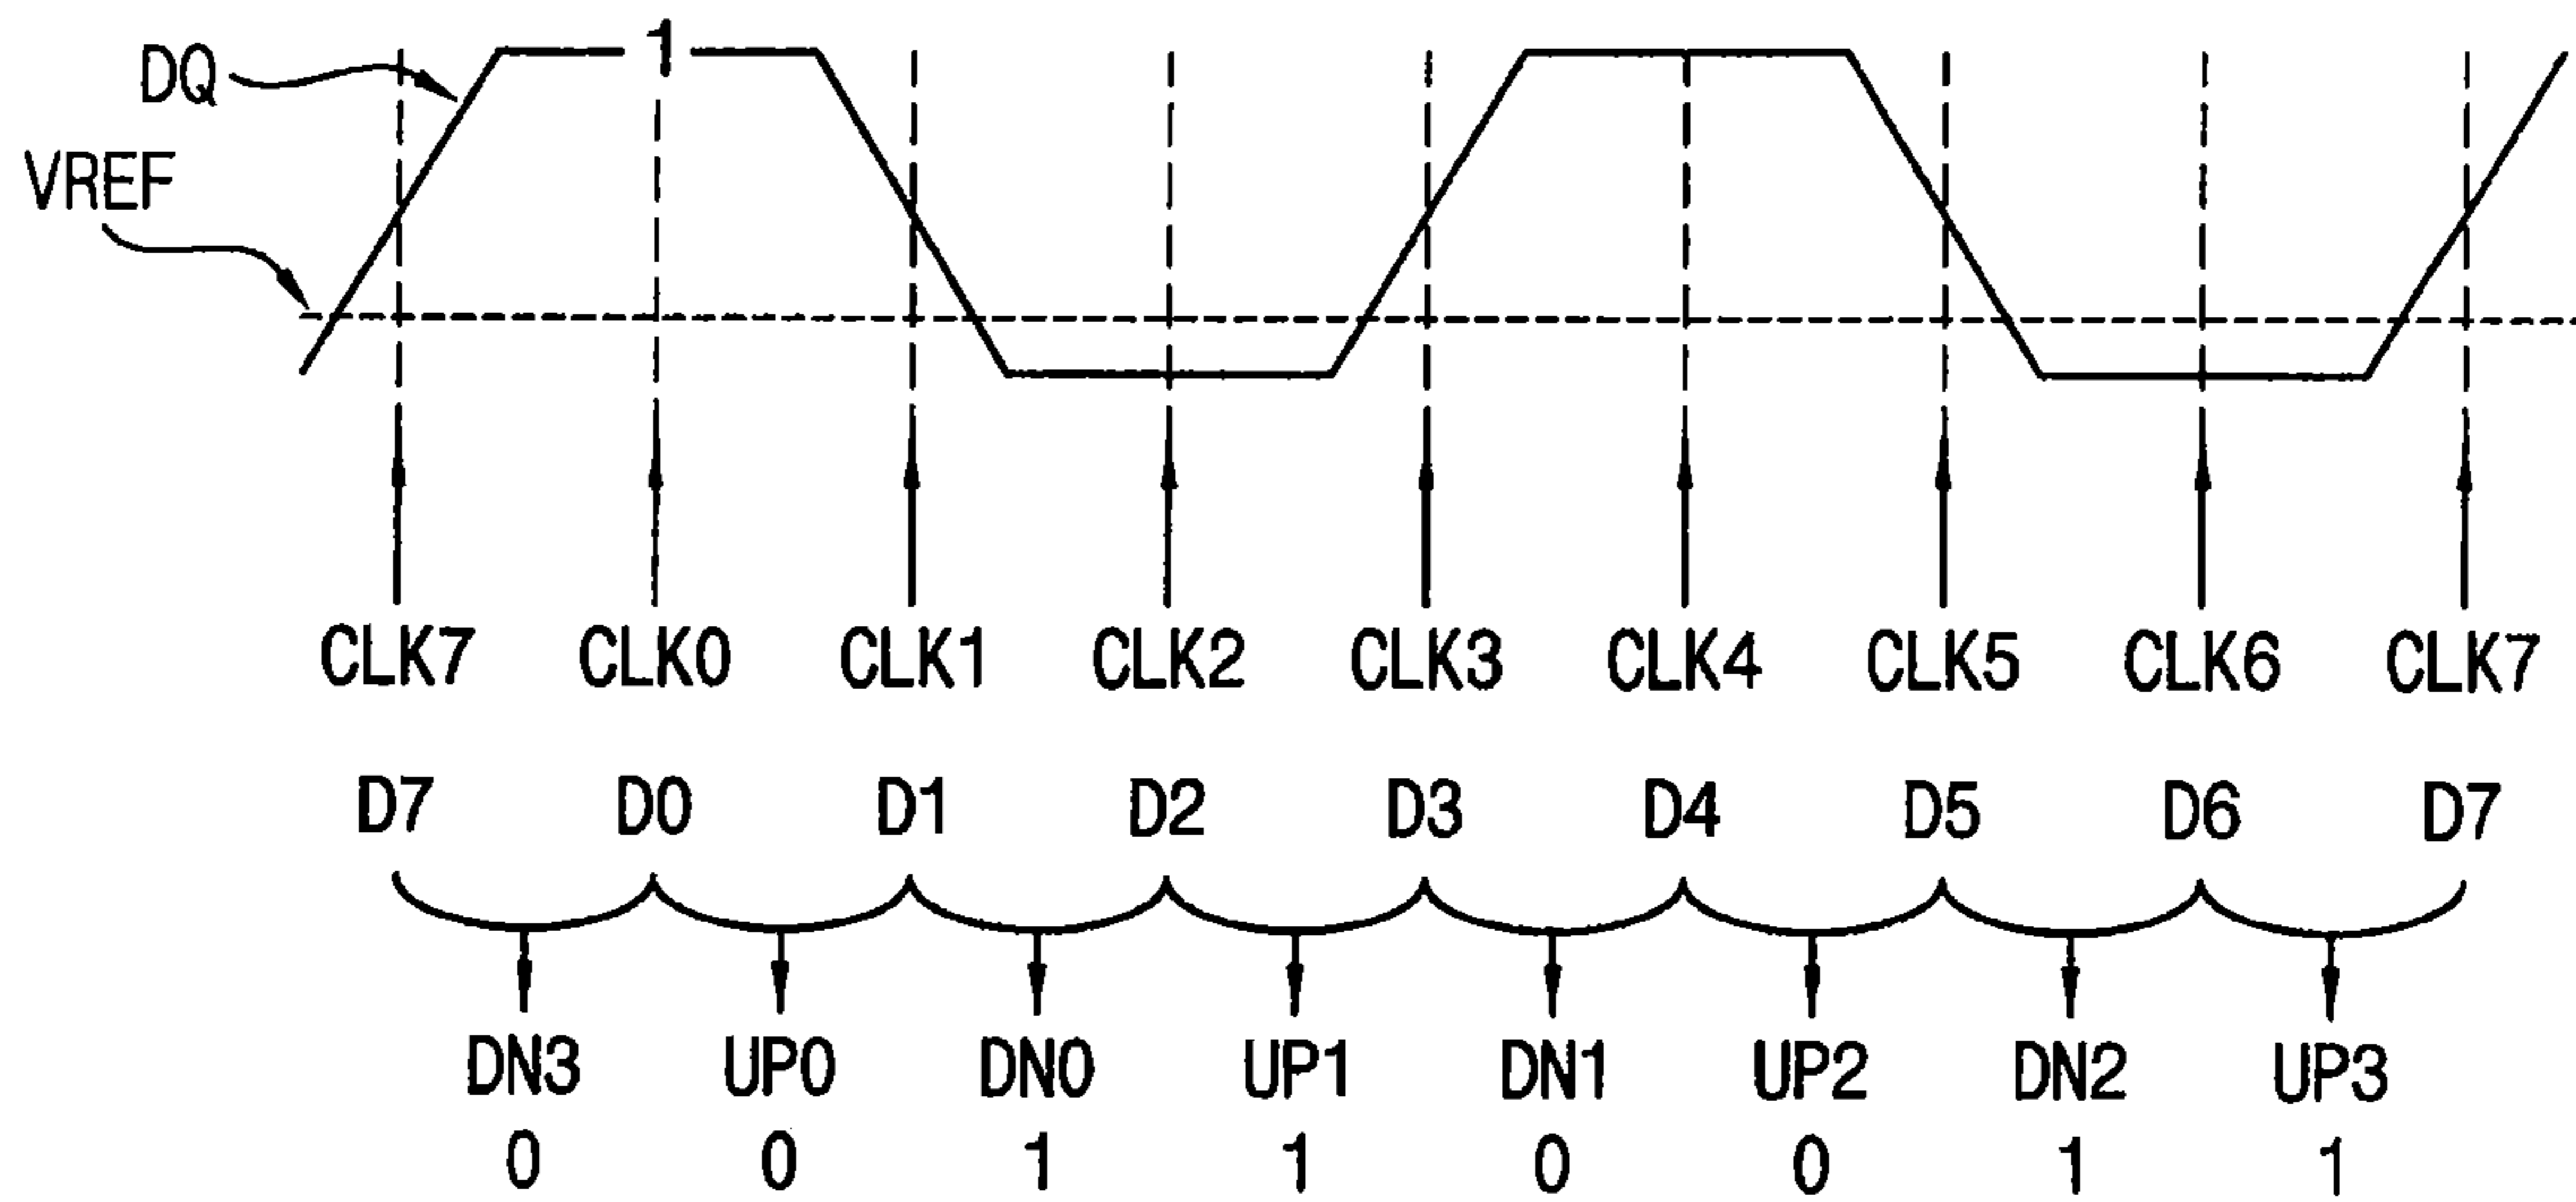 1
DQ
VREF
CLK7 CLK0 CLK1 CLK2 CLK3 CLK4 CLK5 CLK6 CLK7
D7 D0 D1 D2 D3 D4 D5 D6 D7
DN3 UP0 DN0 UP1 DN1 UP2 DN2 UP3
0 0 1 1 0 0 1 1